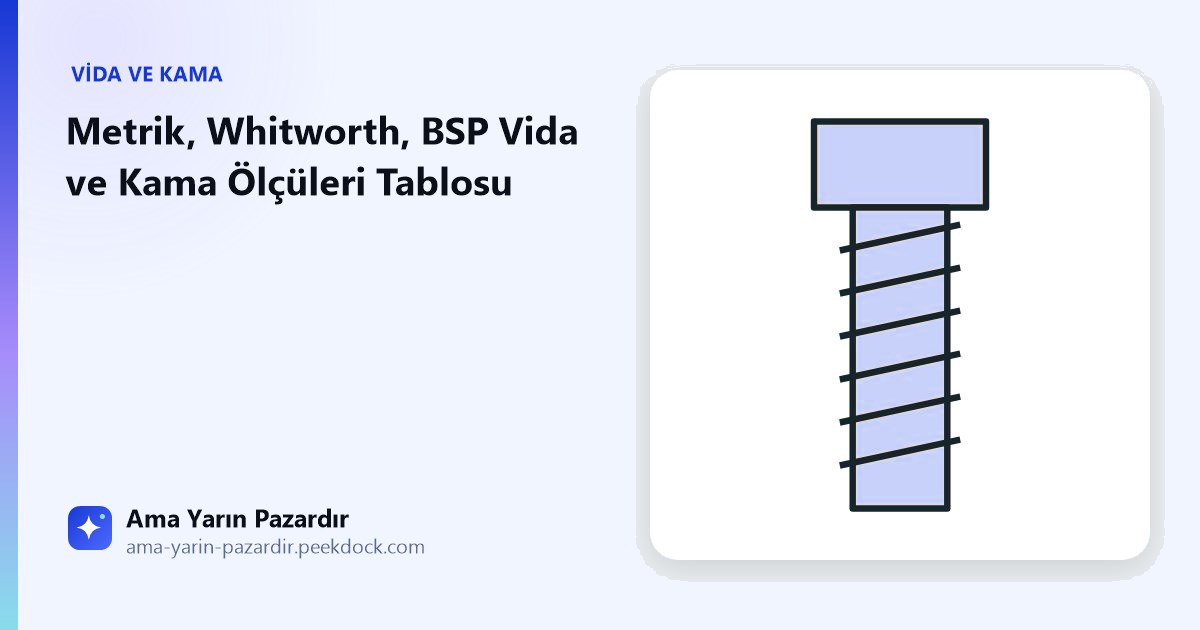 VİDA VE KAMA
Metrik, Whitworth, BSP Vida
ve Kama Ölçüleri Tablosu
Ama Yarın Pazardır
ama-yarin-pazardir.peekdock.com